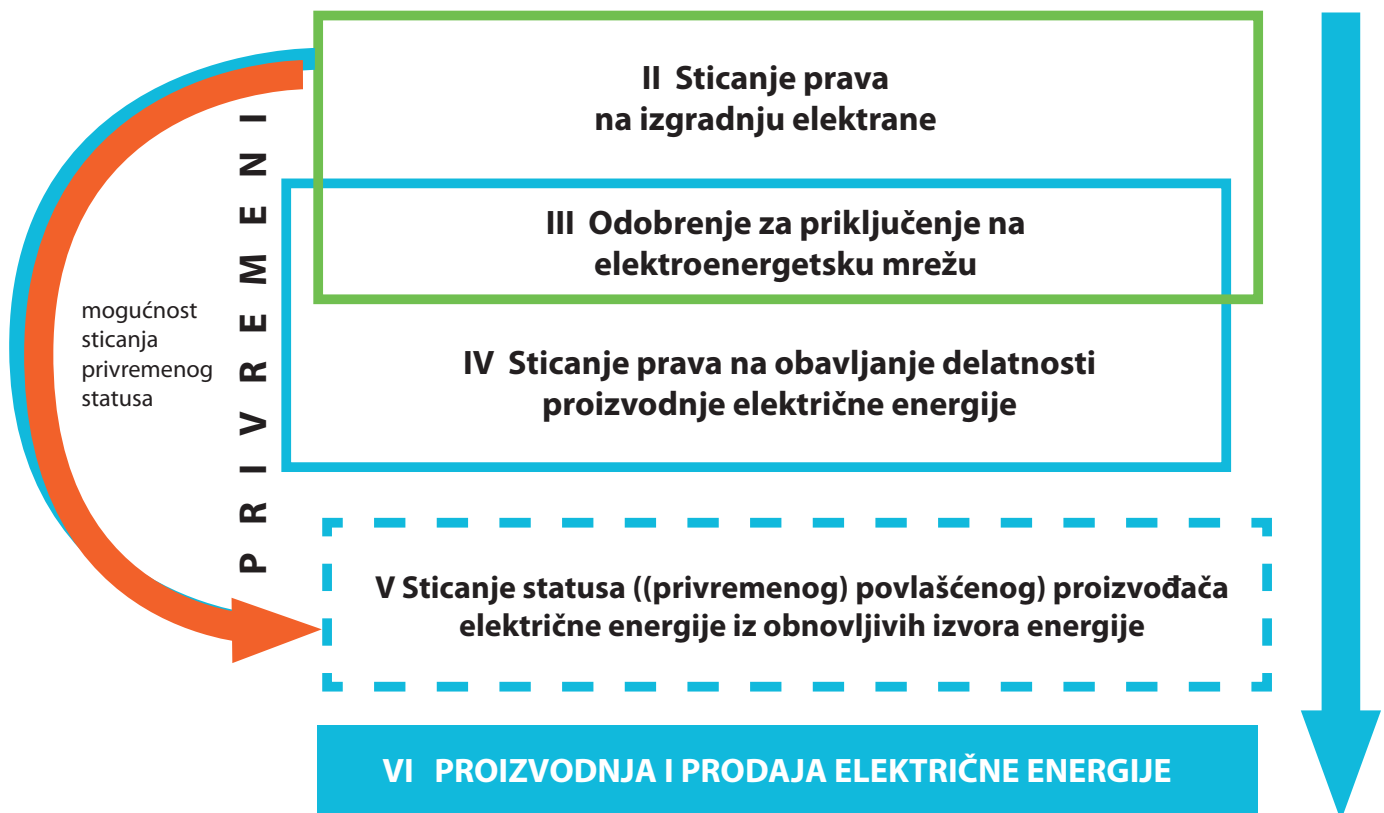 II Sticanje prava
na izgradnju elektrane
III Odobrenje za priključenje na
elektroenergetsku mrežu
IV Sticanje prava na obavljanje delatnosti
proizvodnje električne energije
mogućnost
sticanja
privremenog
statusa
PRIVREMENI
V Sticanje statusa ((privremenog) povlašćenog) proizvođača
električne energije iz obnovljivih izvora energije
VI PROIZVODNJA I PRODAJA ELEKTRIČNE ENERGIJE